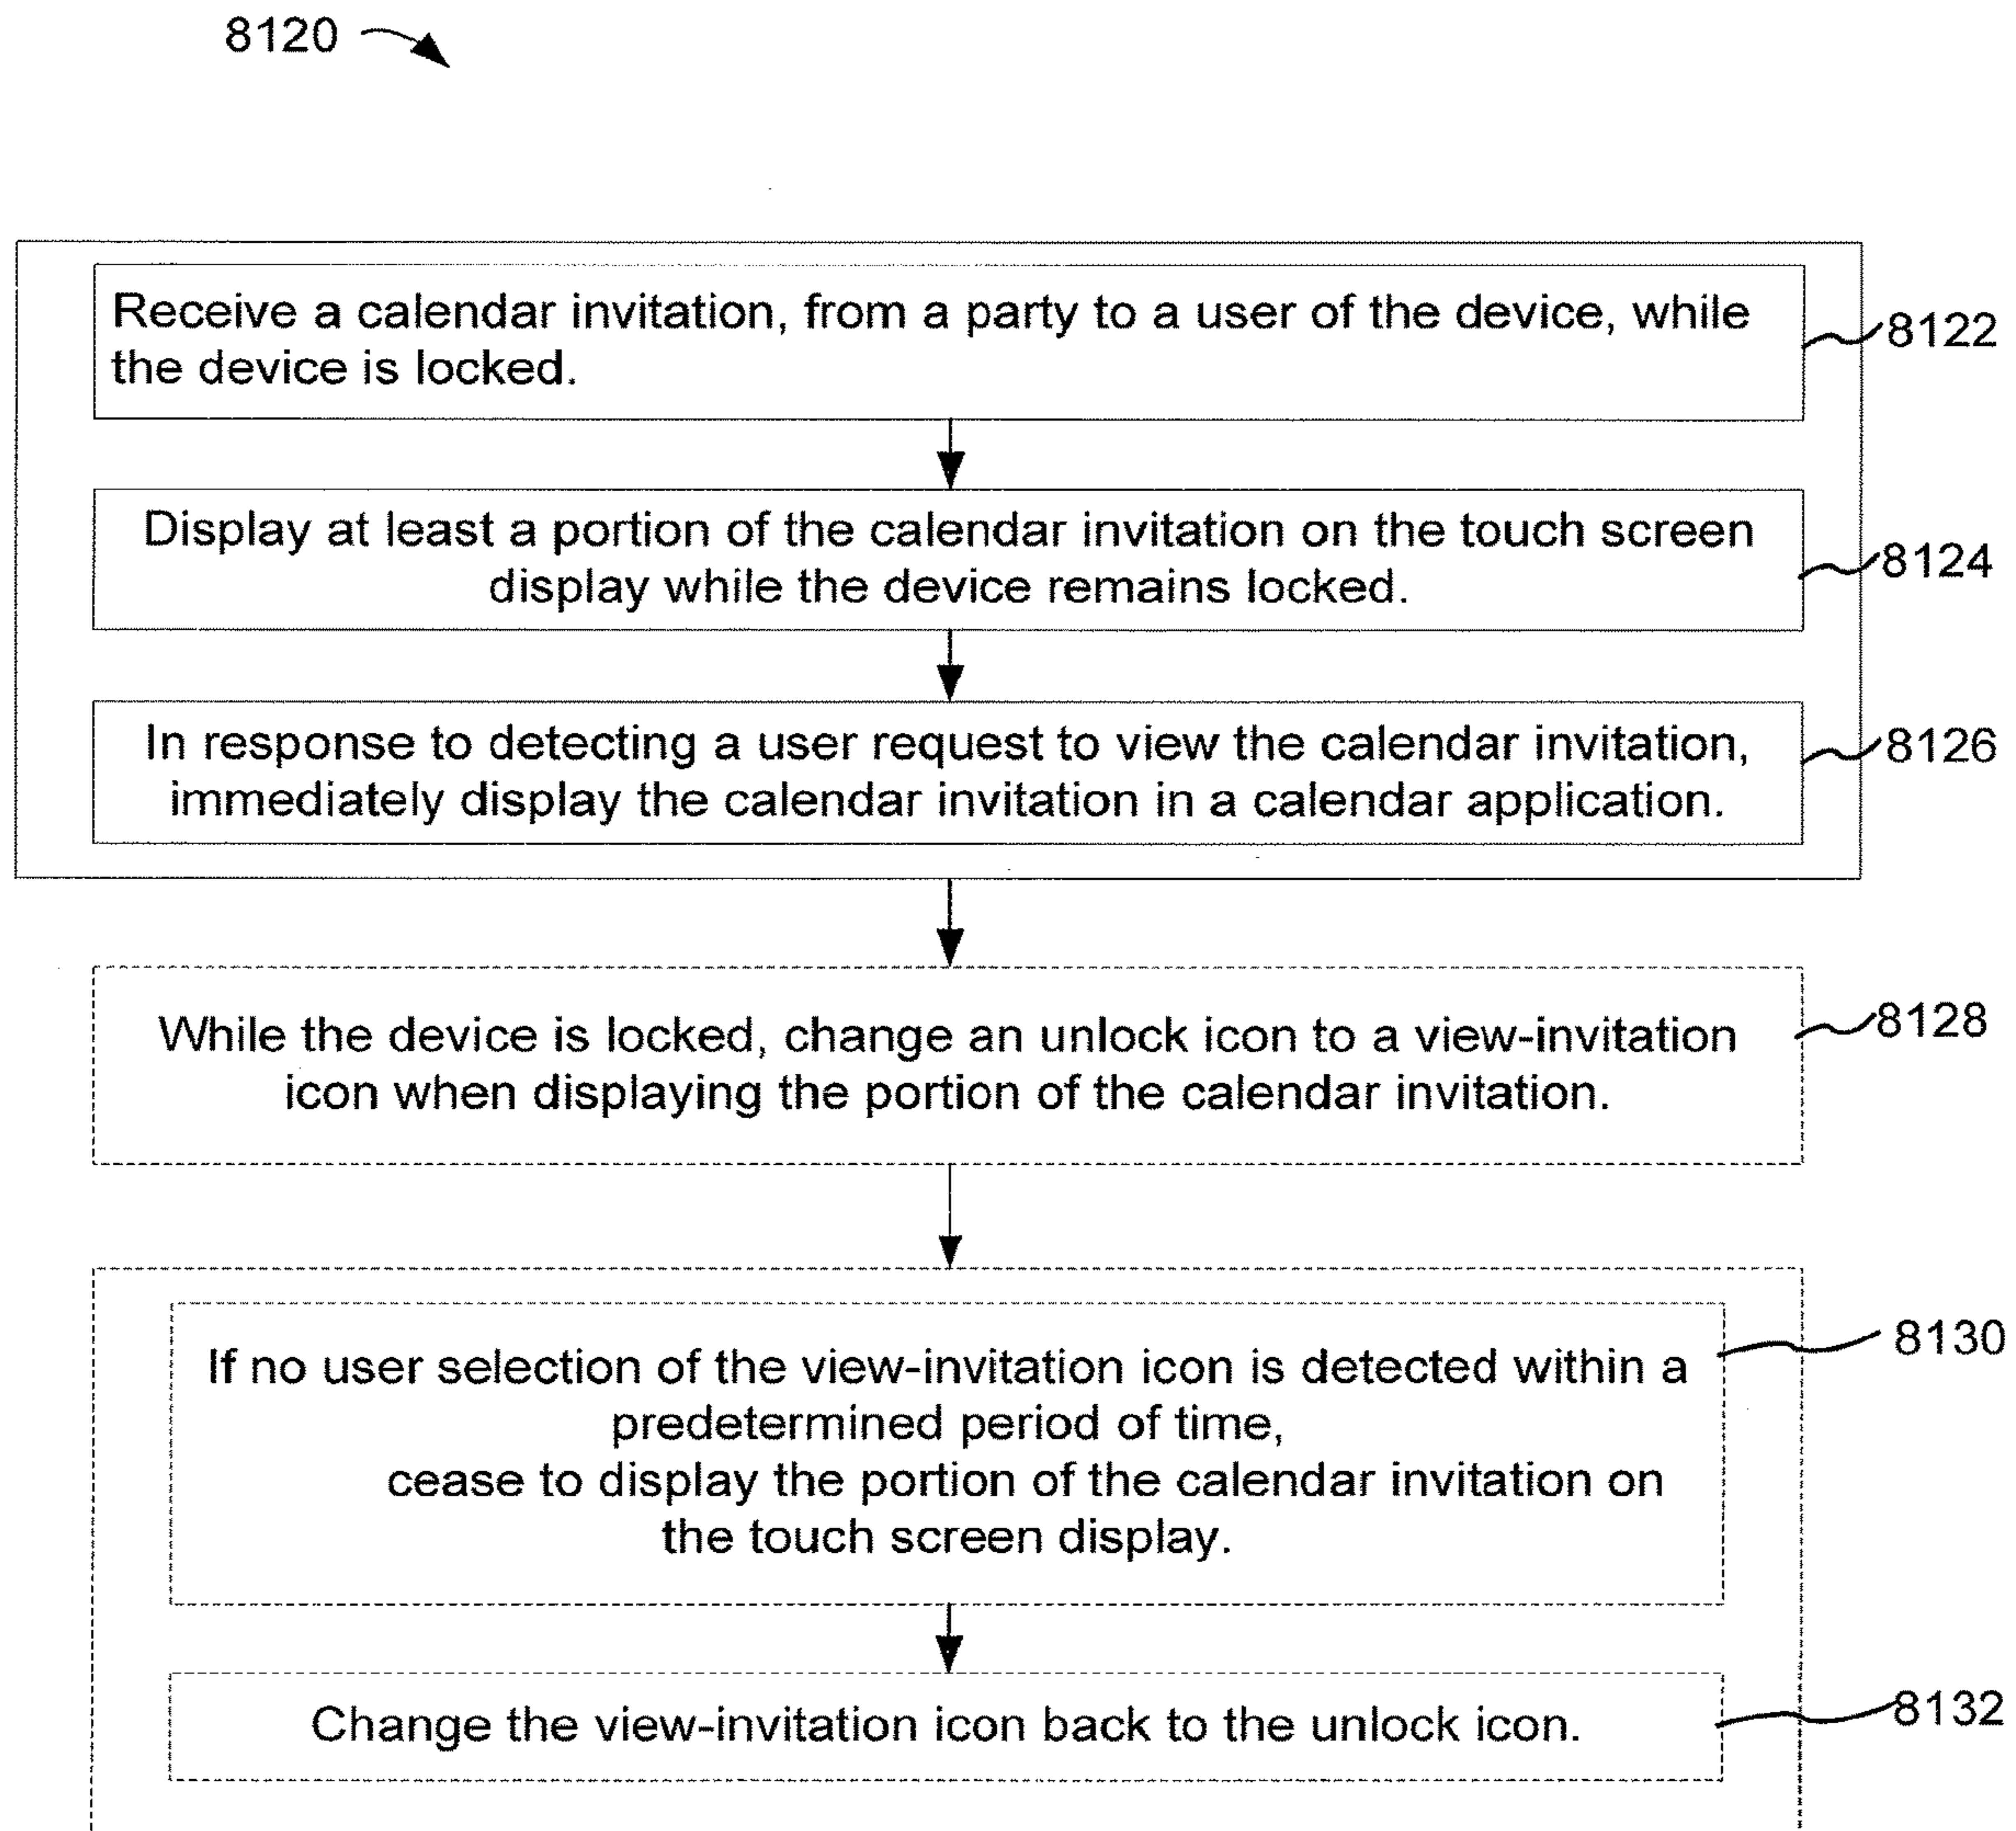 8120
Receive a calendar invitation, from a party to a user of the device, while
the device is locked.
8122
Display at least a portion of the calendar invitation on the touch screen
display while the device remains locked.
8124
In response to detecting a user request to view the calendar invitation,
immediately display the calendar invitation in a calendar application.
8126
While the device is locked, change an unlock icon to a view-invitation
icon when displaying the portion of the calendar invitation.
8128
If no user selection of the view-invitation icon is detected within a
predetermined period of time,
cease to display the portion of the calendar invitation on
the touch screen display.
8130
Change the view-invitation icon back to the unlock icon.
8132